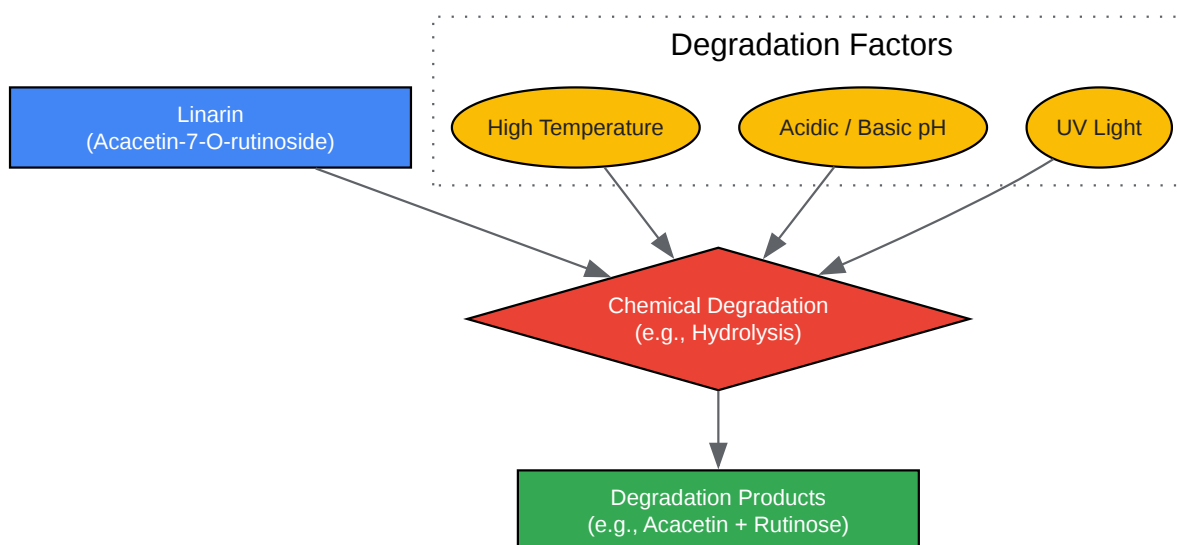 Degradation Factors
Linarin
(Acacetin-7-O-rutinoside)
High Temperature
Acidic / Basic pH
UV Light
Chemical Degradation
(e.g., Hydrolysis)
Degradation Products
(e.g., Acacetin + Rutinose)